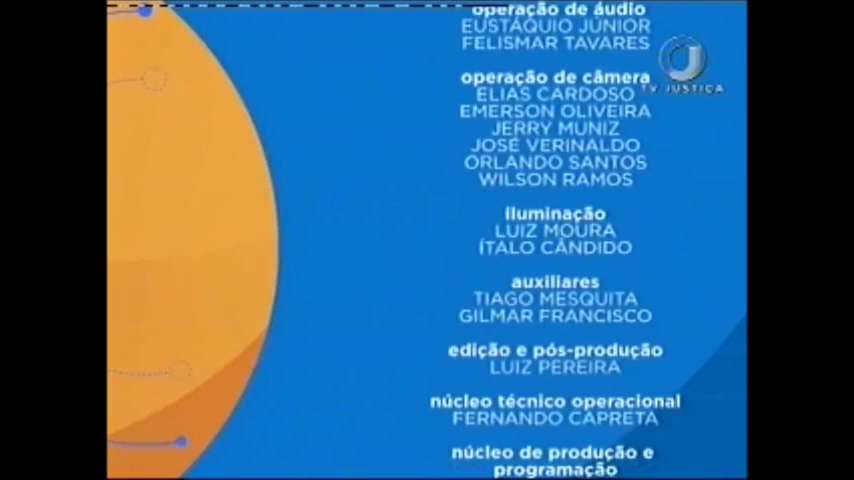 operação de áudio
EUSTÁQUIO JÚNIOR
FELISMAR TAVARES
TV JUSTIÇA
operação de câmera
ELIAS CARDOSO
EMERSON OLIVEIRA
JERRY MUNIZ
JOSÉ VERINALDO
ORLANDO SANTOS
WILSON RAMOS
iluminação
LUIZ MOURA
ÍTALO CÂNDIDO
auxiliares
TIAGO MESQUITA
GILMAR FRANCISCO
edição e pós-produção
LUIZ PEREIRA
núcleo técnico operacional
FERNANDO CAPRETA
núcleo de produção e
programação